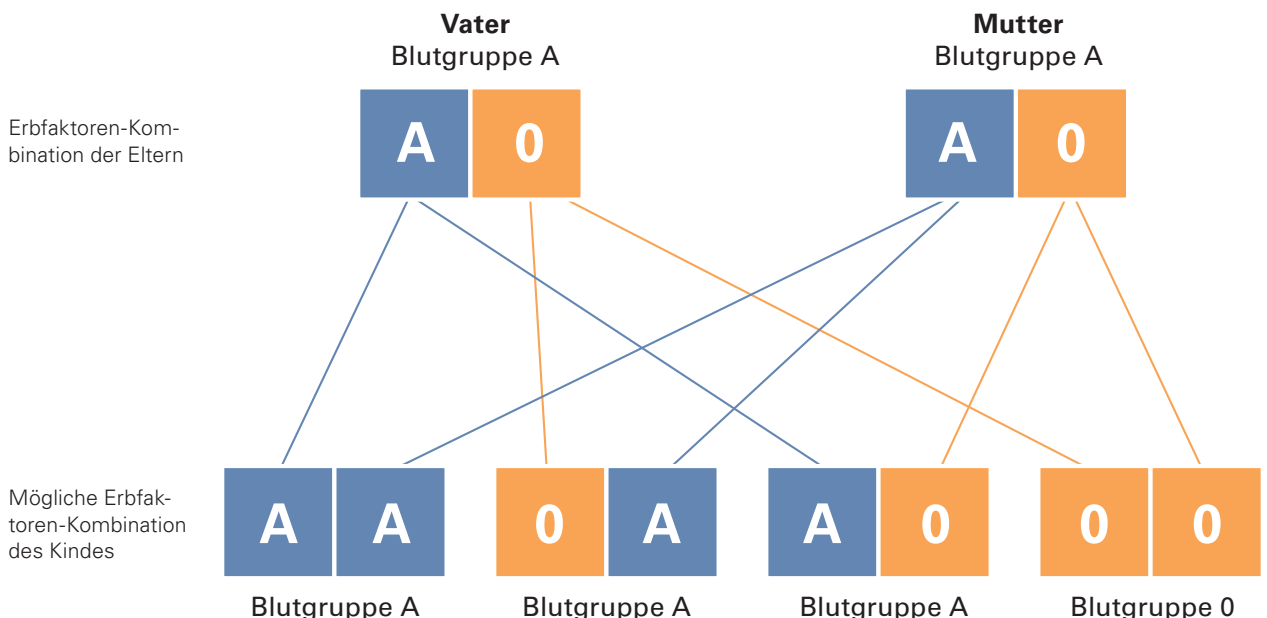 Vater
Blutgruppe A
Mutter
Blutgruppe A
Erbfaktoren-Kom-
bination der Eltern
A 0
A 0
Mögliche Erbfak-
toren-Kombination
des Kindes
A A
0 A
A 0
0 0
Blutgruppe A
Blutgruppe A
Blutgruppe A
Blutgruppe 0